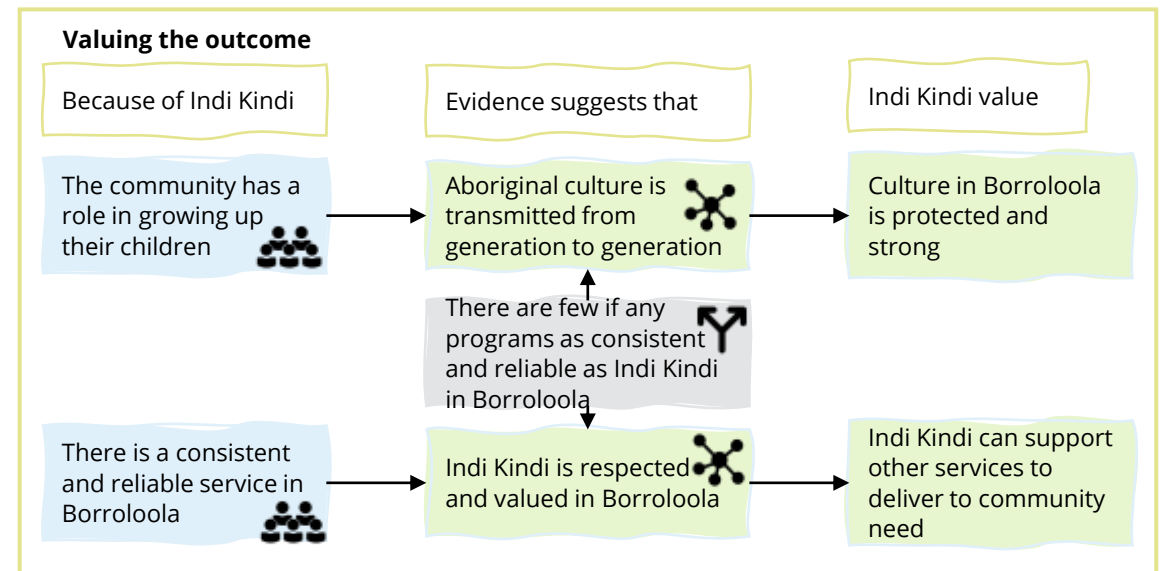 Valuing the outcome
Because of Indi Kindi
Evidence suggests that
Indi Kindi value
The community has a
role in growing up
their children
Aboriginal culture is
transmitted from
generation to generation
Culture in Borroloola
is protected and
strong
There are few if any
programs as consistent
and reliable as Indi Kindi
in Borroloola
There is a consistent
and reliable service in
Borroloola
Indi Kindi is respected
and valued in Borroloola
Indi Kindi can support
other services to
deliver to community
need